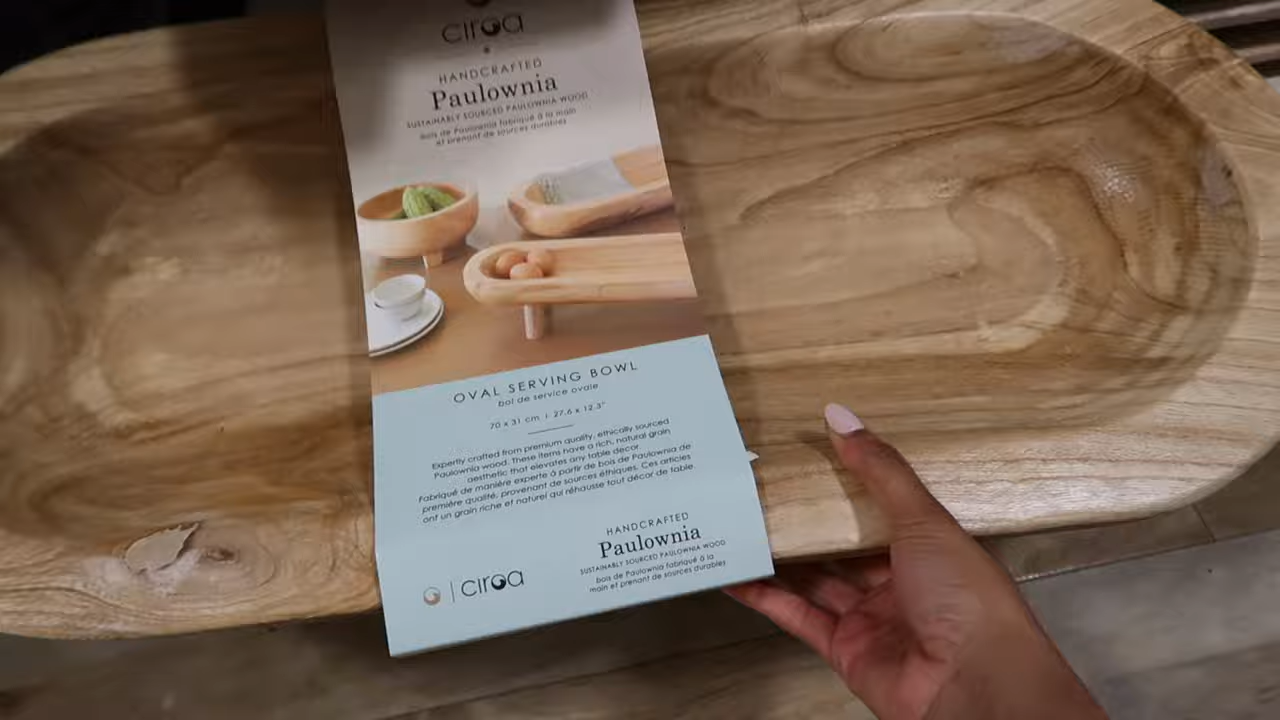 ciroa
HANDCRAFTED
Paulownia
SUSTAINABLY SOURCED PAULOWNIA WOOD
bois de Paulownia fabriqué à la main
et prenant de sources durables
OVAL SERVING BOWL
bol de service ovale
70 x 31 cm | 27.6 x 12.3"
Expertly crafted from premium quality, ethically sourced
Paulownia wood. These items have a rich, natural grain
aesthetic that elevates any table decor.
Fabriqué de manière experte à partir de bois de Paulownia de
première qualité, provenant de sources éthiques. Ces articles
ont un grain riche et naturel qui réhausse tout décor de table.
HANDCRAFTED
Paulownia
SUSTAINABLY SOURCED PAULOWNIA WOOD
bois de Paulownia fabriqué à la
main et prenant de sources durables
ciroa